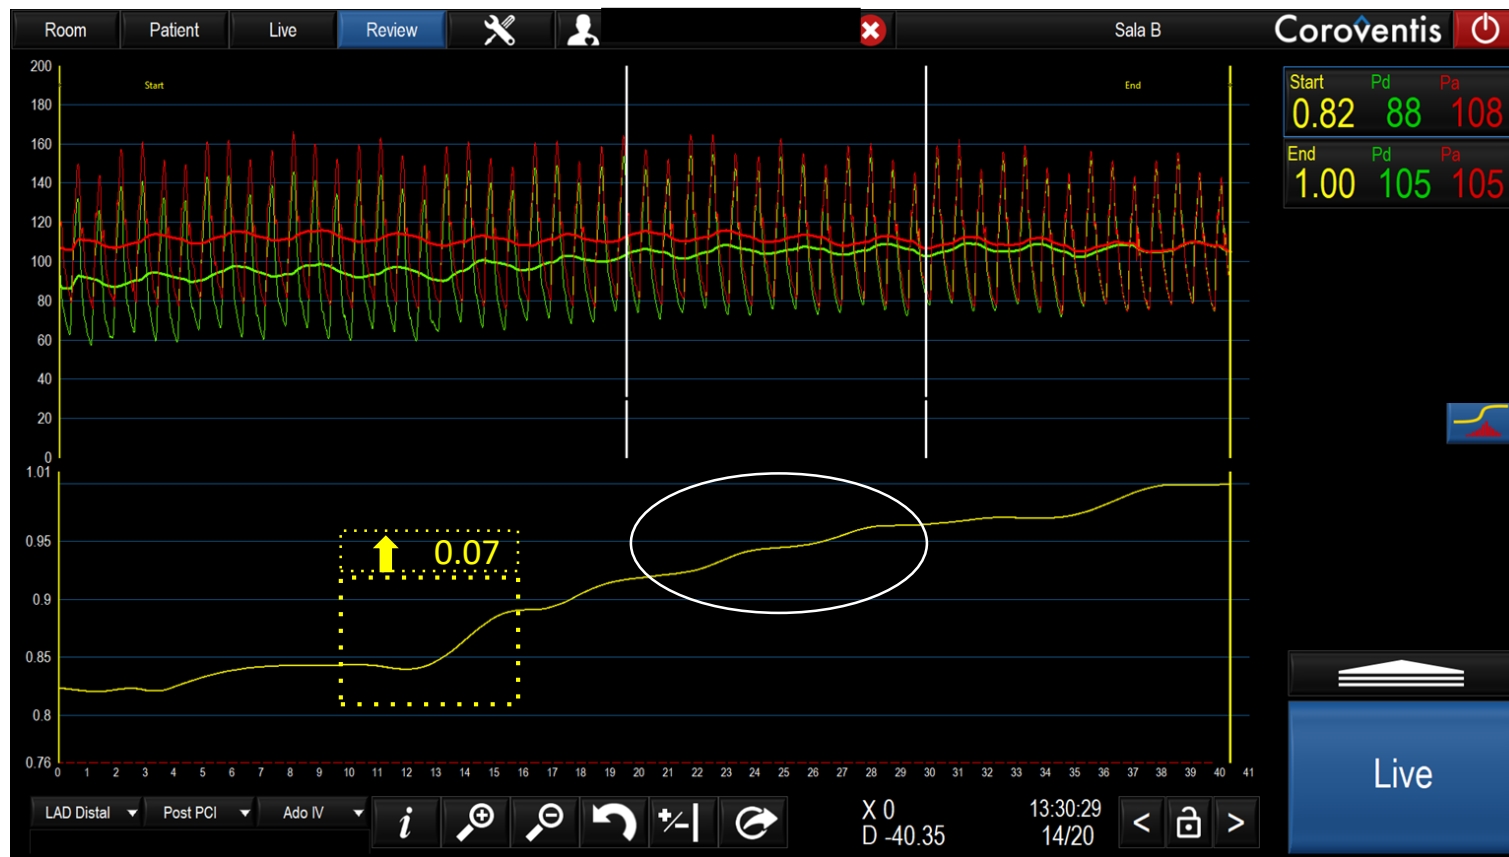 Room Patient Live Review Sala B Coroventis
200
180
160
140
120
100
80
60
40
20
0
Start End
Start Pd Pa
0.82 88 108
End Pd Pa
1.00 105 105
1.01
0.95
0.9
0.85
0.8
0.76
0.07
0 1 2 3 4 5 6 7 8 9 10 11 12 13 14 15 16 17 18 19 20 21 22 23 24 25 26 27 28 29 30 31 32 33 34 35 36 37 38 39 40 41
Live
LAD Distal Post PCI Ado IV i +/- X 0 13:30:29 < >
D -40.35 14/20